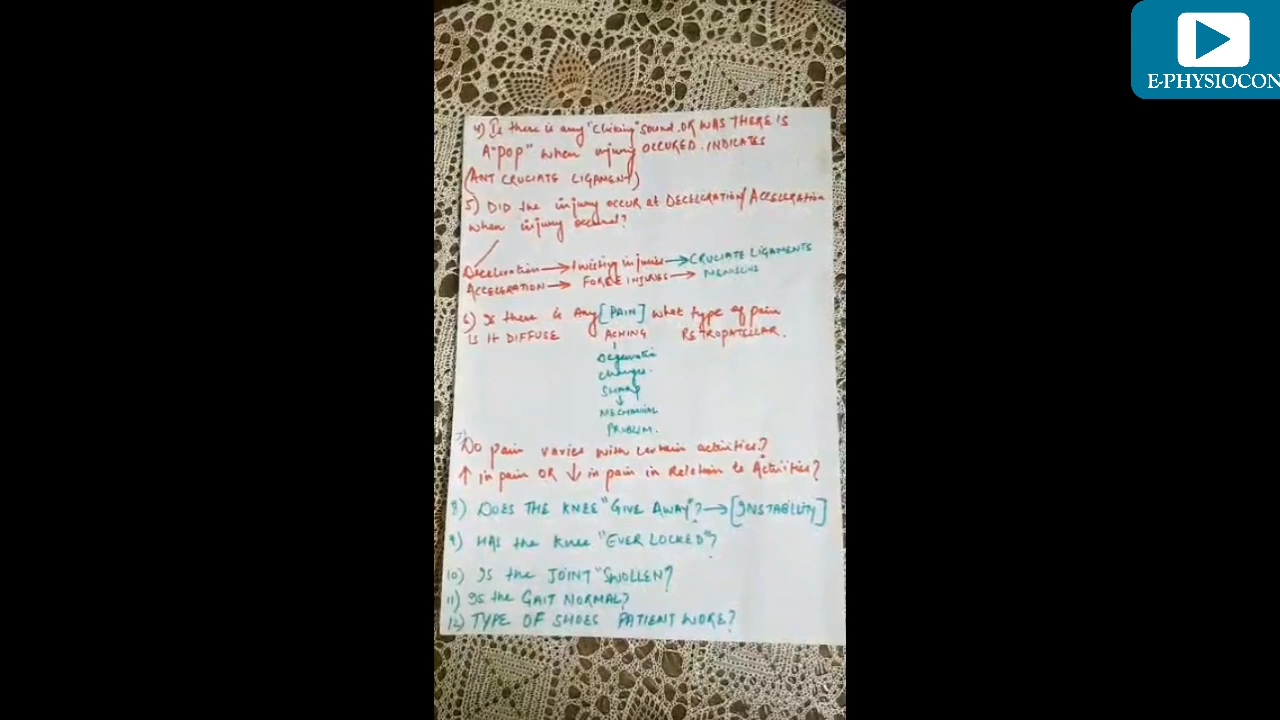 E-PHYSIOCON
4) Is there is any "Clicking" sound. OR WAS THERE IS
A "POP" when injury OCCURED. INDICATES
(ANT CRUCIATE LIGAMENT)
5) DID the injury OCCUR at DECELERATION/ACCELERATION
when injury occured?
Deceleration → twisting injuries → CRUCIATE LIGAMENTS
ACCELERATION → FORCE INJURIES → MENISCUS
6) Is there is Any [PAIN] what type of pain
is it DIFFUSE ACHING RETROPATELLAR.
changes.
SHARP
↓
MECHANICAL
PROBLEM.
7) Do pain varies with certain activities?
↑ in pain OR ↓ in pain in Relation to Activities?
8) DOES THE KNEE "GIVE AWAY"? → [INSTABILITY]
9) HAS the Knee "EVER LOCKED"?
10) Is the JOINT "SWOLLEN?
11) Is the GAIT NORMAL?
12) TYPE OF SHOES PATIENT WORE?